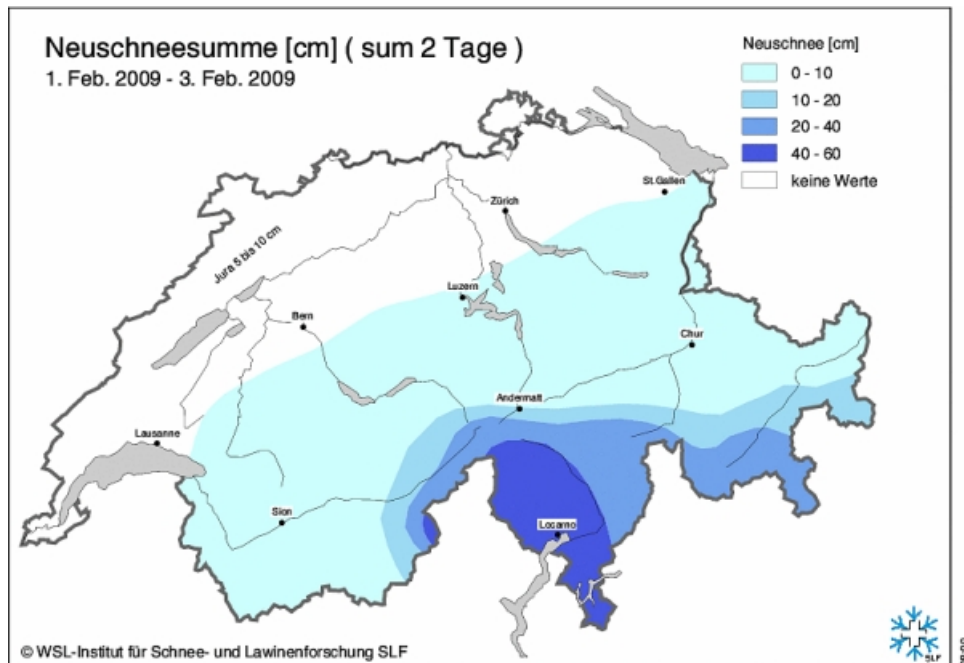 Neuschneesumme [cm] ( sum 2 Tage )
1. Feb. 2009 - 3. Feb. 2009
Neuschnee [cm]
0 - 10
10 - 20
20 - 40
40 - 60
keine Werte
St.Gallen
Zürich
Jura 5 bis 10 cm
Luzern
Bern
Chur
Andermatt
Lausanne
Sion
Locarno
© WSL-Institut für Schnee- und Lawinenforschung SLF
SLF